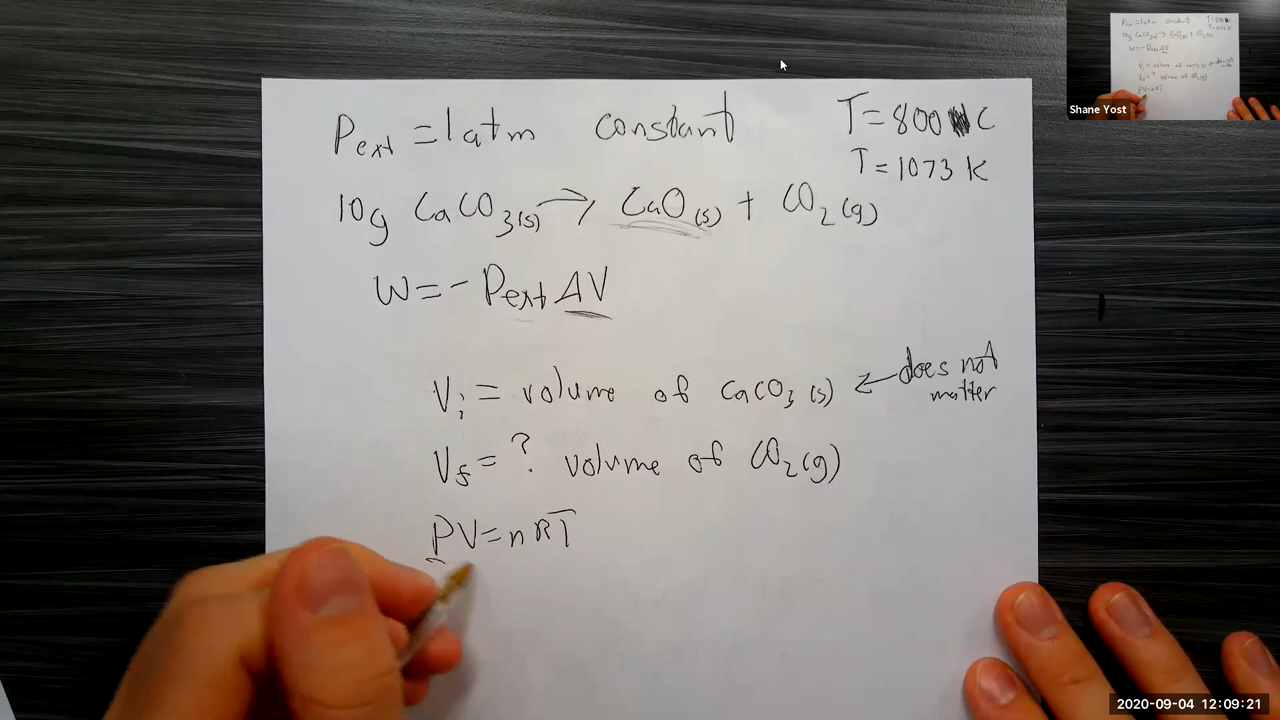 Pext = 1 atm constant T = 800 C
T = 1073 K
10g CaCO3(s) → CaO(s) + CO2(g)
W = - Pext ΔV
Vi = volume of CaCO3(s) ← does not matter
Vf = ? volume of CO2(g)
PV = nRT
Shane Yost
2020-09-04 12:09:21